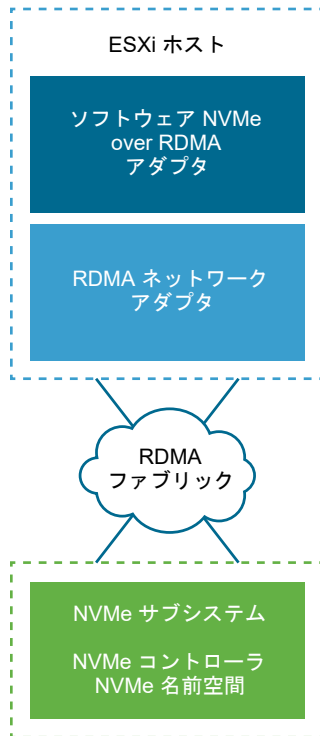 ESXi ホスト
ソフトウェア NVMe
over RDMA
アダプタ
RDMA ネットワーク
アダプタ
RDMA
ファブリック
NVMe サブシステム
NVMe コントローラ
NVMe 名前空間